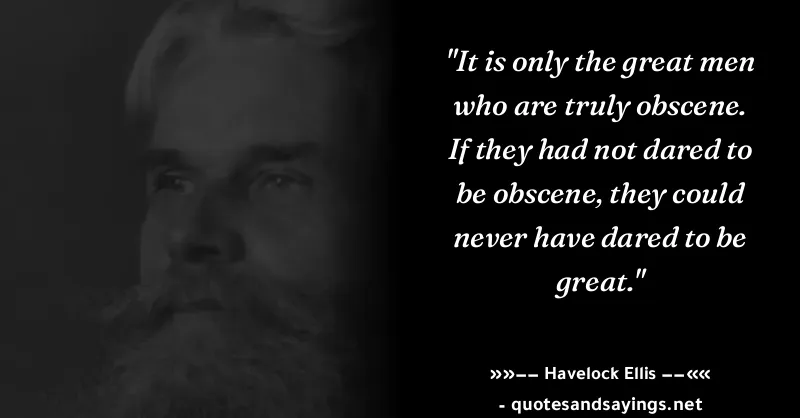 "It is only the great men
who are truly obscene.
If they had not dared to
be obscene, they could
never have dared to be
great."
»»–– Havelock Ellis ––««
- quotesandsayings.net